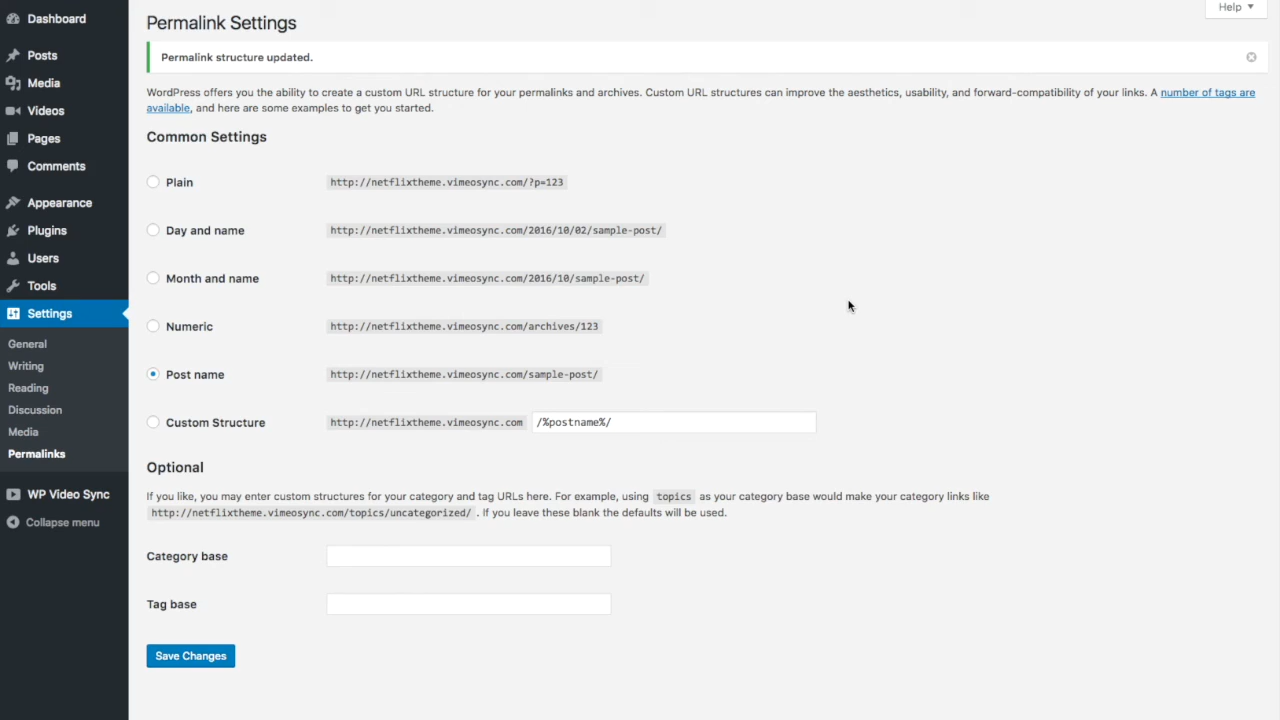 Dashboard
Posts
Media
Videos
Pages
Comments
Appearance
Plugins
Users
Tools
Settings
General
Writing
Reading
Discussion
Media
Permalinks
WP Video Sync
Collapse menu
Help
Permalink Settings
Permalink structure updated.
WordPress offers you the ability to create a custom URL structure for your permalinks and archives. Custom URL structures can improve the aesthetics, usability, and forward-compatibility of your links. A number of tags are
available, and here are some examples to get you started.
Common Settings
Plain http://netflixtheme.vimeosync.com/?p=123
Day and name http://netflixtheme.vimeosync.com/2016/10/02/sample-post/
Month and name http://netflixtheme.vimeosync.com/2016/10/sample-post/
Numeric http://netflixtheme.vimeosync.com/archives/123
Post name http://netflixtheme.vimeosync.com/sample-post/
Custom Structure http://netflixtheme.vimeosync.com /%postname%/
Optional
If you like, you may enter custom structures for your category and tag URLs here. For example, using topics as your category base would make your category links like
http://netflixtheme.vimeosync.com/topics/uncategorized/ . If you leave these blank the defaults will be used.
Category base
Tag base
Save Changes